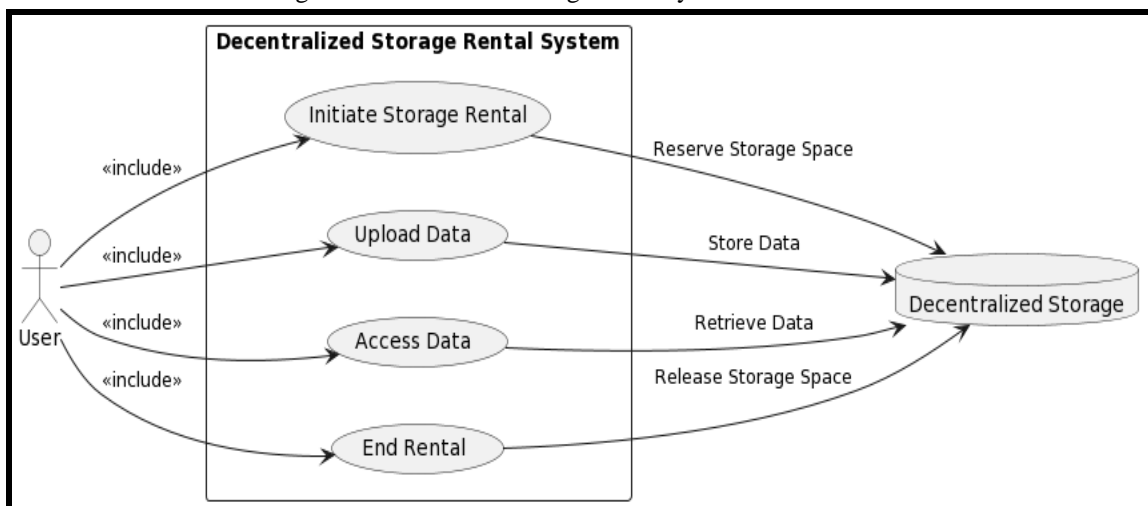 Decentralized Storage Rental System
Initiate Storage Rental
Reserve Storage Space
«include»
Upload Data
Store Data
«include»
Access Data
Retrieve Data
«include»
User
Decentralized Storage
End Rental
Release Storage Space
«include»